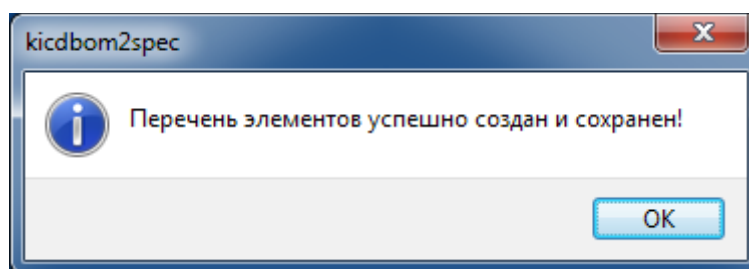 kicdbom2spec
Перечень элементов успешно создан и сохранен!
OK